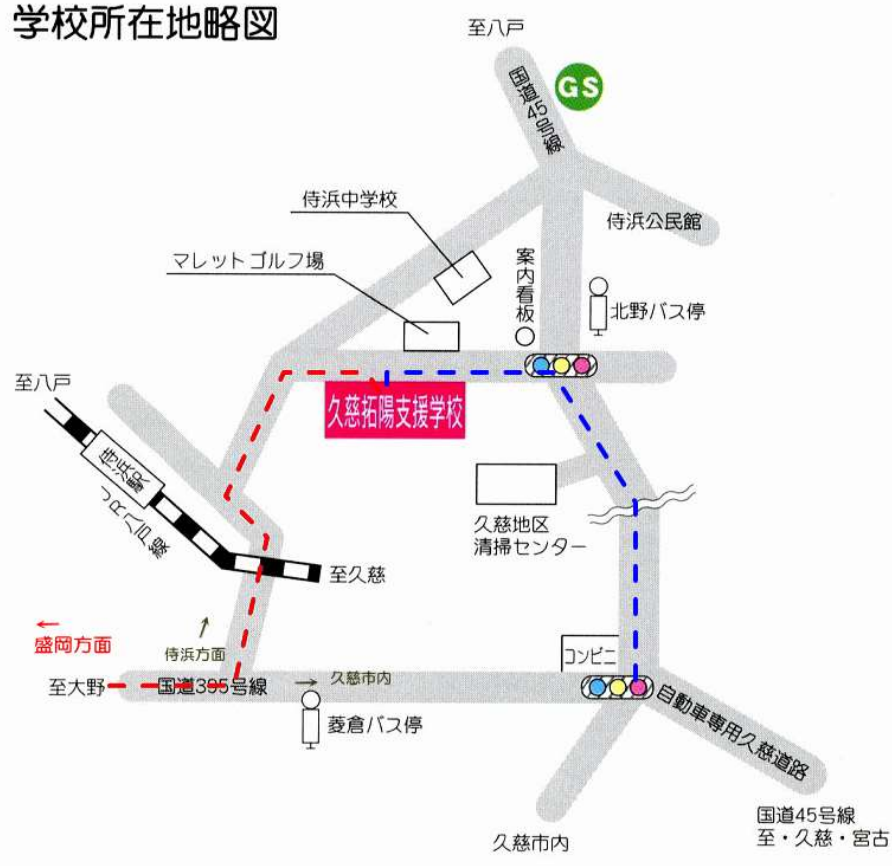 学校所在地略図
至八戸
GS
国道45号線
侍浜中学校
侍浜公民館
マレットゴルフ場
案内看板
北野バス停
至八戸
久慈拓陽支援学校
侍浜駅
JR八戸線
久慈地区
清掃センター
至久慈
←
盛岡方面
↑
侍浜方面
コンビニ
至大野
国道395号線
→
久慈市内
自動車専用久慈道路
菱倉バス停
久慈市内
国道45号線
至・久慈・宮古